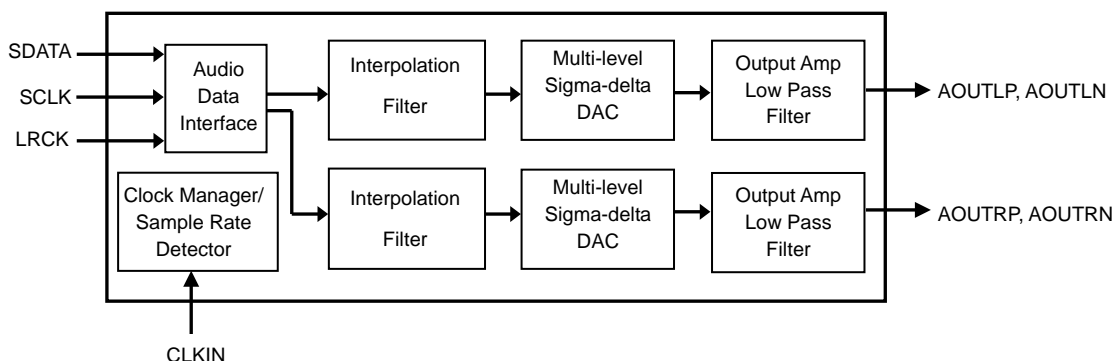 SDATA
SCLK
LRCK
Audio
Data
Interface
Interpolation
Filter
Multi-level
Sigma-delta
DAC
Output Amp
Low Pass
Filter
AOUTLP, AOUTLN
Clock Manager/
Sample Rate
Detector
Interpolation
Filter
Multi-level
Sigma-delta
DAC
Output Amp
Low Pass
Filter
AOUTRP, AOUTRN
CLKIN